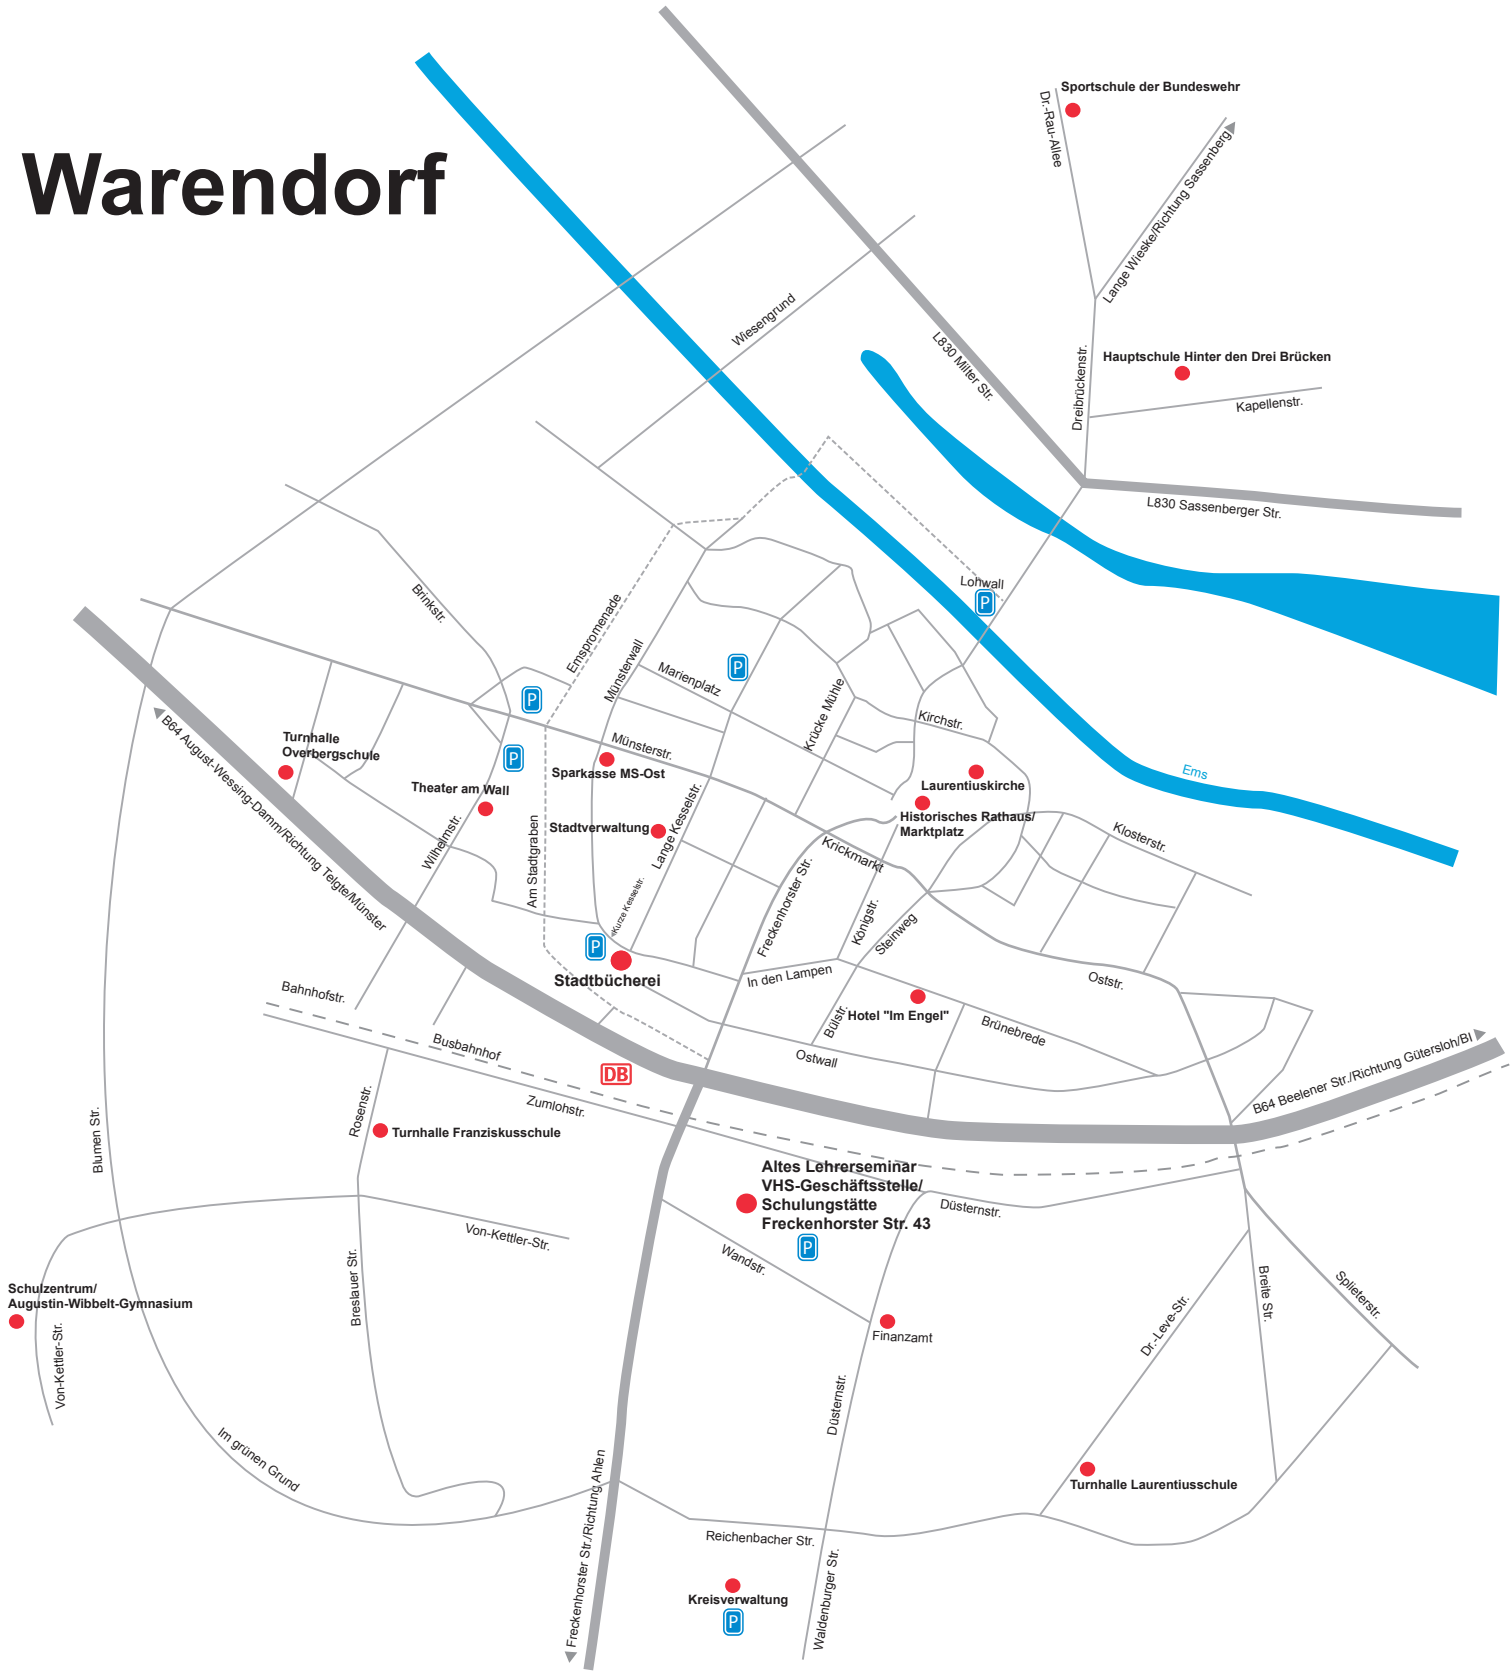 Warendorf
Sportschule der Bundeswehr
Dr.-Rau-Allee
Lange Wieske/Richtung Sassenberg
Wiesengrund
L830 Milter Str.
Hauptschule Hinter den Drei Brücken
Dreibrückenstr.
Kapellenstr.
L830 Sassenberger Str.
Lohwall
P
Brinkstr.
Emspromenade
Münsterwall
Marienplatz
P
P
Krücke Mühle
Kirchstr.
B64 August-Wessing-Damm/Richtung Telgte/Münster
Turnhalle
Overbergschule
P
Münsterstr.
Sparkasse MS-Ost
Ems
Theater am Wall
Laurentiuskirche
Historisches Rathaus/
Marktplatz
Stadtverwaltung
Lange Kesselstr.
Wilhelmstr.
Am Stadtgraben
Krickmarkt
Klosterstr.
Kurze Kesselstr.
Freckenhorster Str.
Königstr.
Steinweg
P
Stadtbücherei
In den Lampen
Oststr.
Bahnhofstr.
Hotel "Im Engel"
Bülstr.
Brünebrede
Busbahnhof
Ostwall
DB
B64 Beelener Str./Richtung Gütersloh/BI
Zumlohstr.
Rosenstr.
Blumen Str.
Turnhalle Franziskusschule
Altes Lehrerseminar
VHS-Geschäftsstelle/
Schulungstätte
Freckenhorster Str. 43
P
Düsternstr.
Von-Kettler-Str.
Wandstr.
Breslauer Str.
Schulzentrum/
Augustin-Wibbelt-Gymnasium
Von-Kettler-Str.
Finanzamt
Breite Str.
Splieterstr.
Dr.-Leve-Str.
Düsternstr.
Im grünen Grund
Turnhalle Laurentiusschule
Freckenhorster Str./Richtung Ahlen
Reichenbacher Str.
Waldenburger Str.
Kreisverwaltung
P